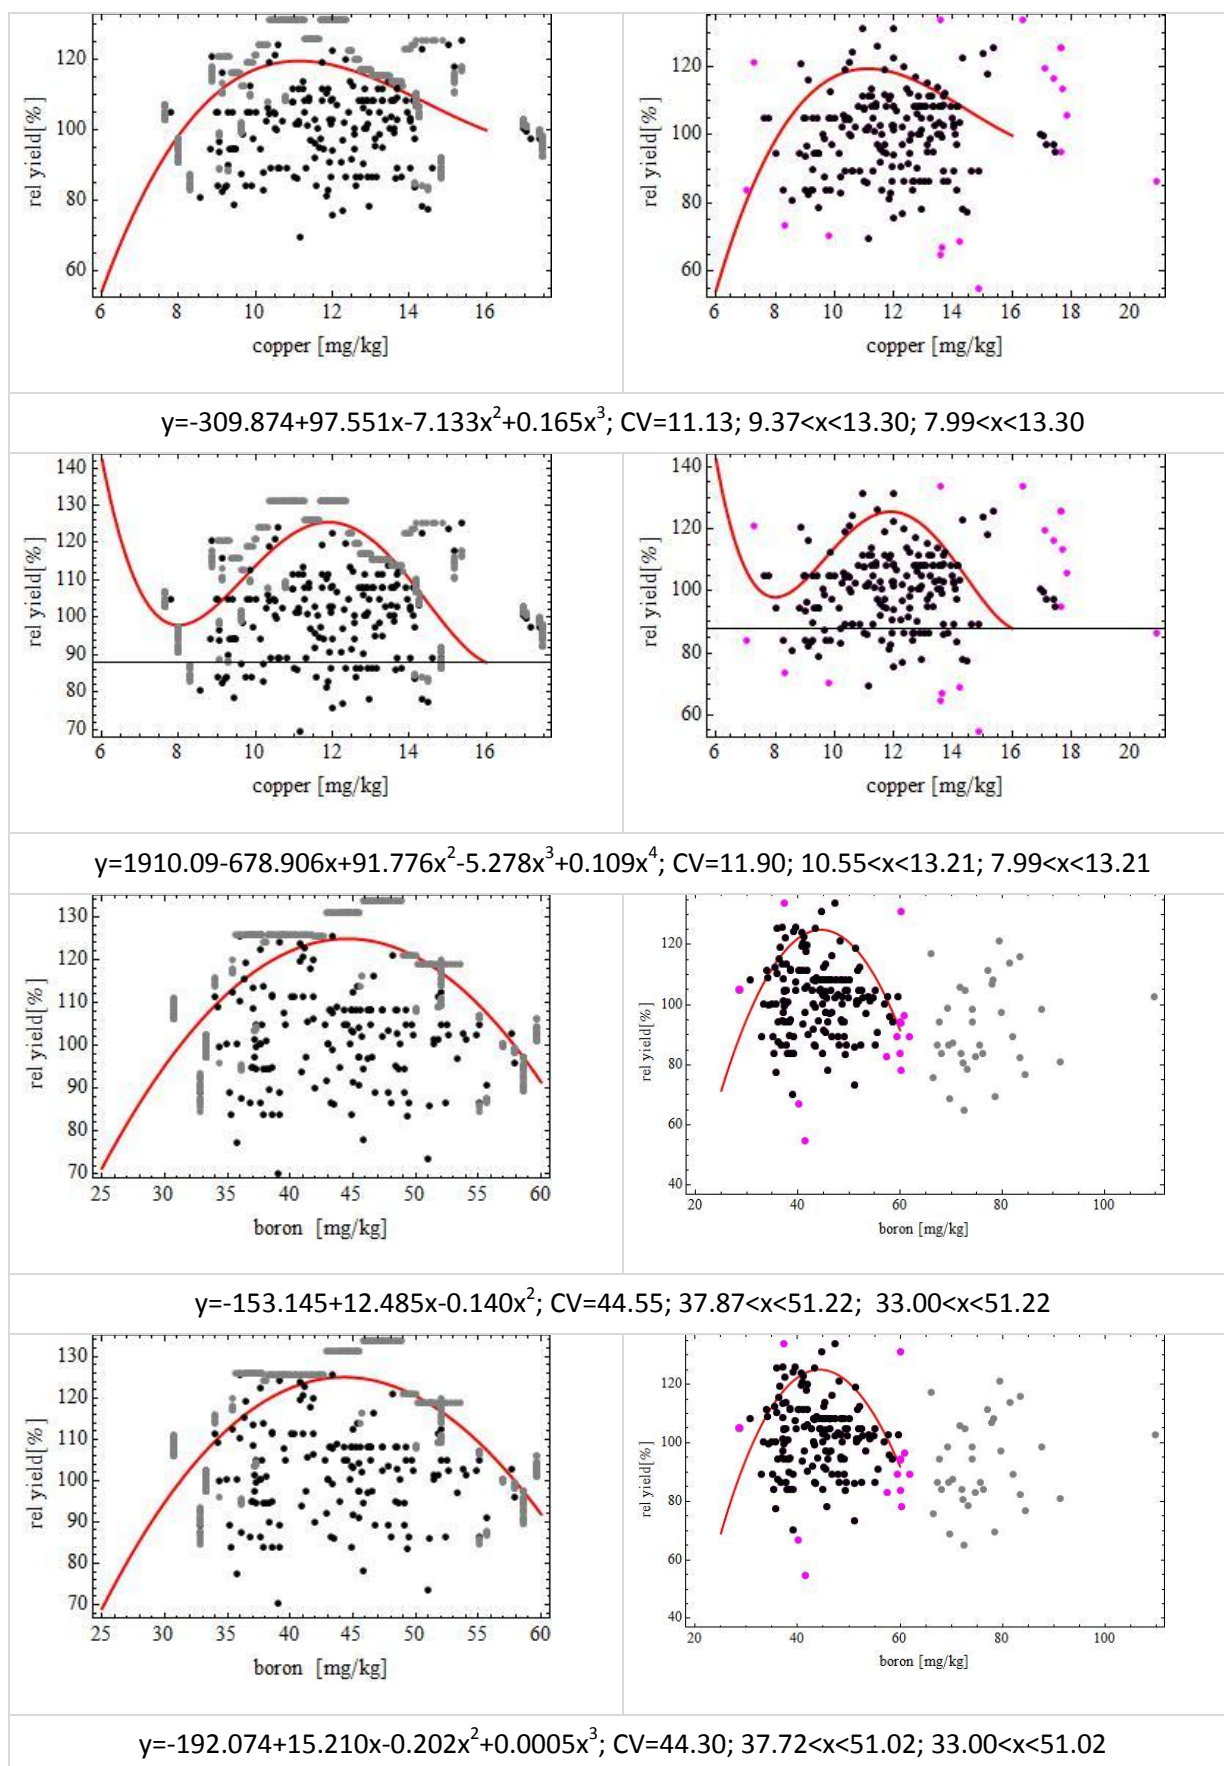 120
100
80
60
rel yield[%]
6 8 10 12 14 16
copper [mg/kg]
120
100
80
60
rel yield[%]
6 8 10 12 14 16 18 20
copper [mg/kg]
y=-309.874+97.551x-7.133x²+0.165x³; CV=11.13; 9.37<x<13.30; 7.99<x<13.30
140
130
120
110
100
90
80
70
rel yield[%]
6 8 10 12 14 16
copper [mg/kg]
140
120
100
80
60
rel yield[%]
6 8 10 12 14 16 18 20
copper [mg/kg]
y=1910.09-678.906x+91.776x²-5.278x³+0.109x⁴; CV=11.90; 10.55<x<13.21; 7.99<x<13.21
130
120
110
100
90
80
70
rel yield[%]
25 30 35 40 45 50 55 60
boron [mg/kg]
120
100
80
60
40
rel yield[%]
20 40 60 80 100
boron [mg/kg]
y=-153.145+12.485x-0.140x²; CV=44.55; 37.87<x<51.22; 33.00<x<51.22
130
120
110
100
90
80
70
rel yield[%]
25 30 35 40 45 50 55 60
boron [mg/kg]
120
100
80
60
40
rel yield[%]
20 40 60 80 100
boron [mg/kg]
y=-192.074+15.210x-0.202x²+0.0005x³; CV=44.30; 37.72<x<51.02; 33.00<x<51.02